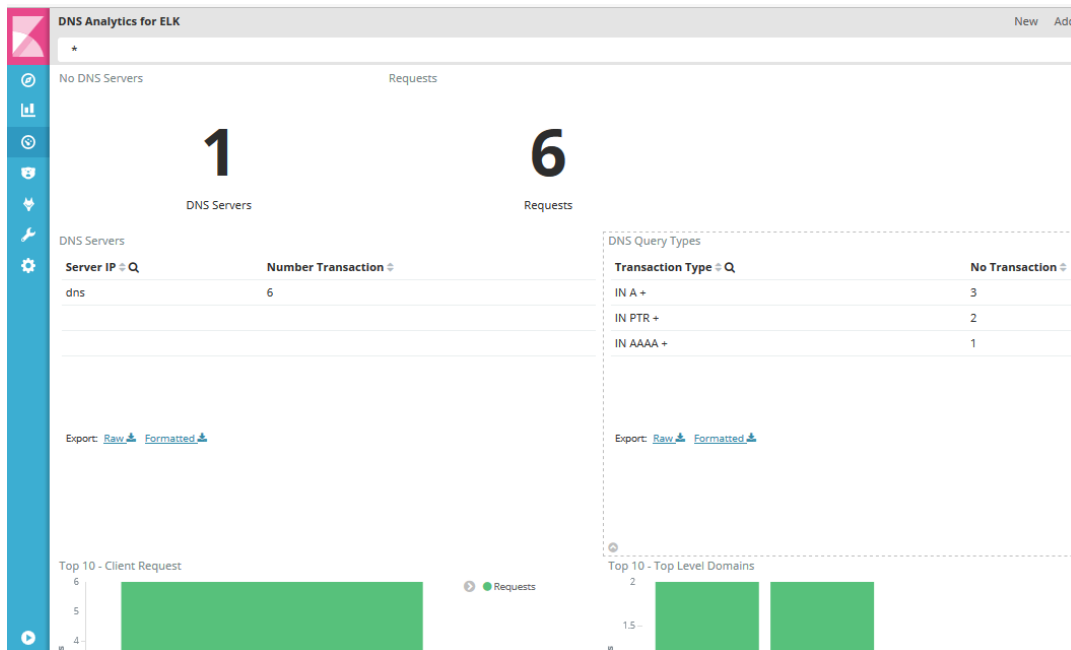 DNS Analytics for ELK New Add
*
No DNS Servers Requests
1 6
DNS Servers Requests
DNS Servers DNS Query Types
Server IP Number Transaction Transaction Type No Transaction
dns 6 IN A + 3
IN PTR + 2
IN AAAA + 1
Export: Raw Formatted Export: Raw Formatted
Top 10 - Client Request Top 10 - Top Level Domains
6 Requests 2
5
1.5
4